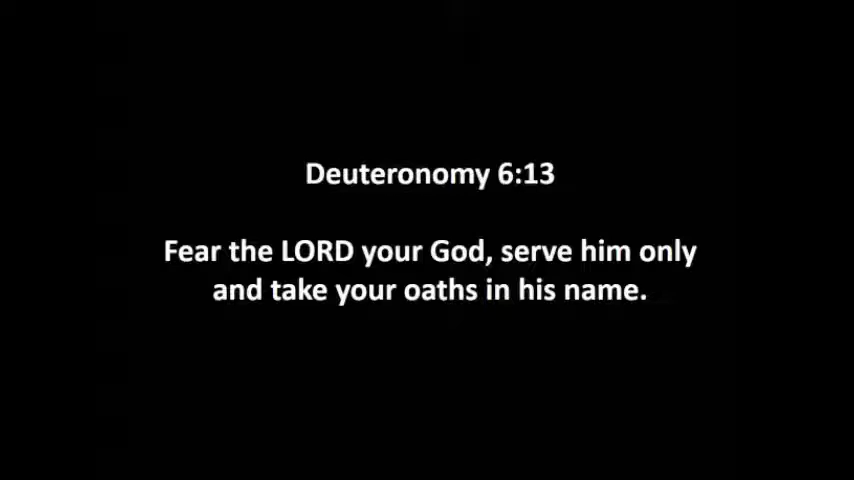 Deuteronomy 6:13
Fear the LORD your God, serve him only
and take your oaths in his name.